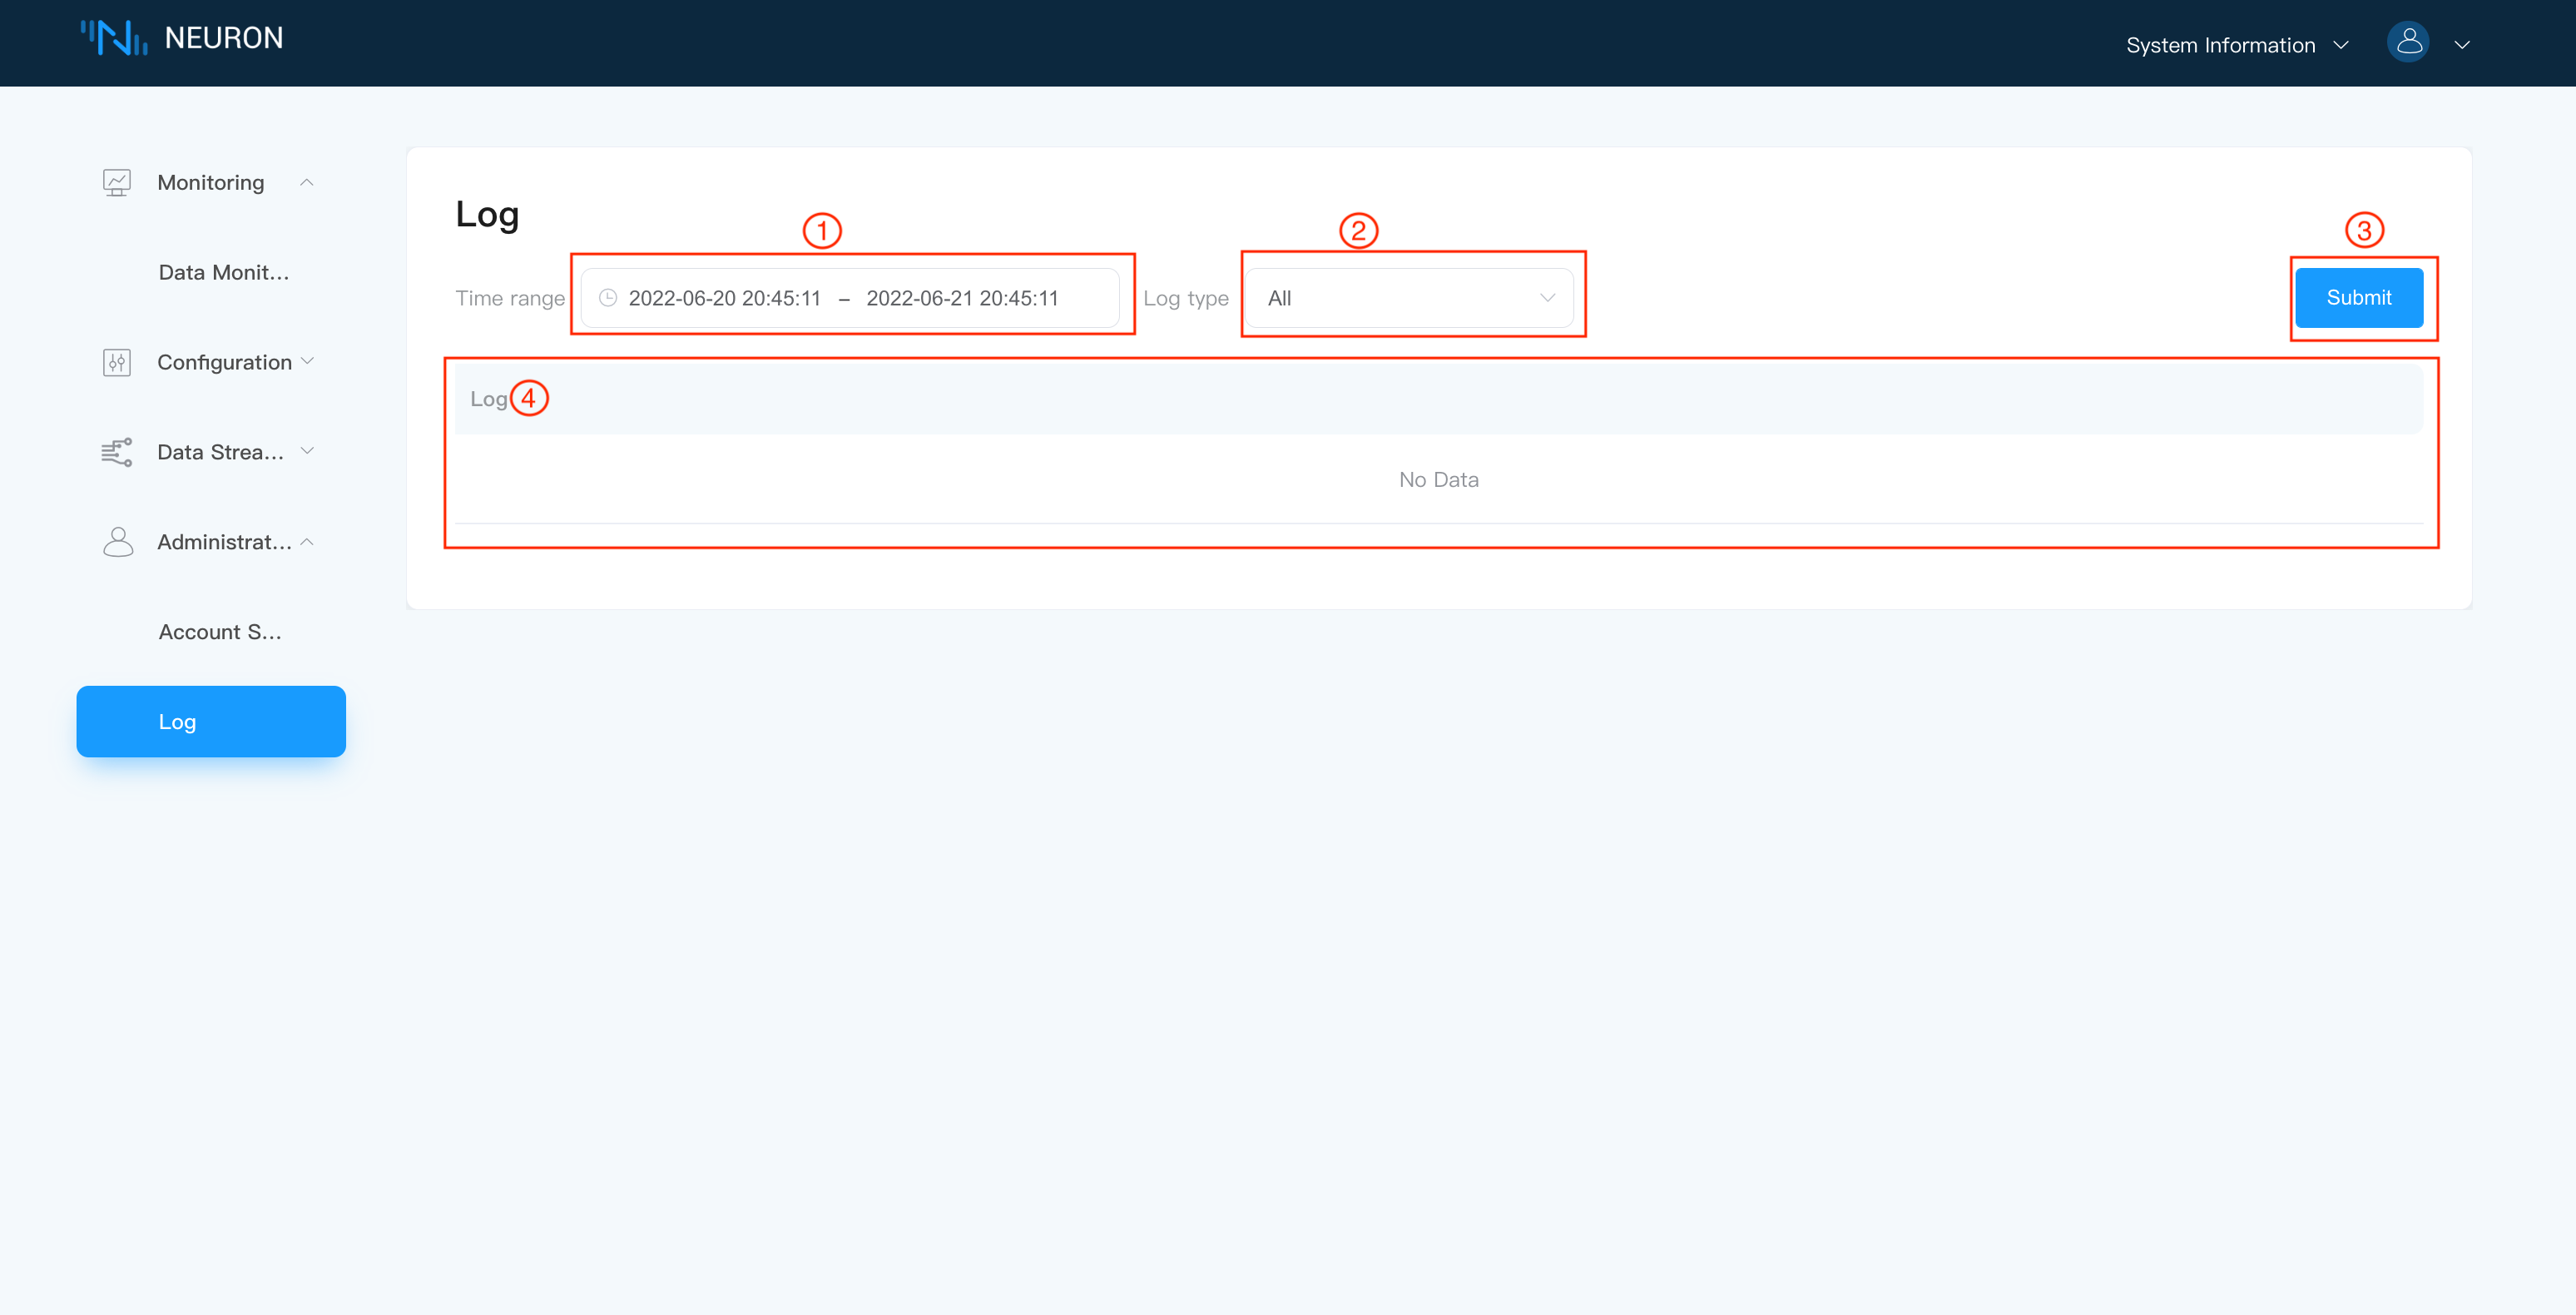 NEURON
System Information
Monitoring
Data Monit...
Configuration
Data Strea...
Administrat...
Account S...
Log
Log
① ② ③
Time range 2022-06-20 20:45:11 – 2022-06-21 20:45:11 Log type All Submit
Log ④
No Data